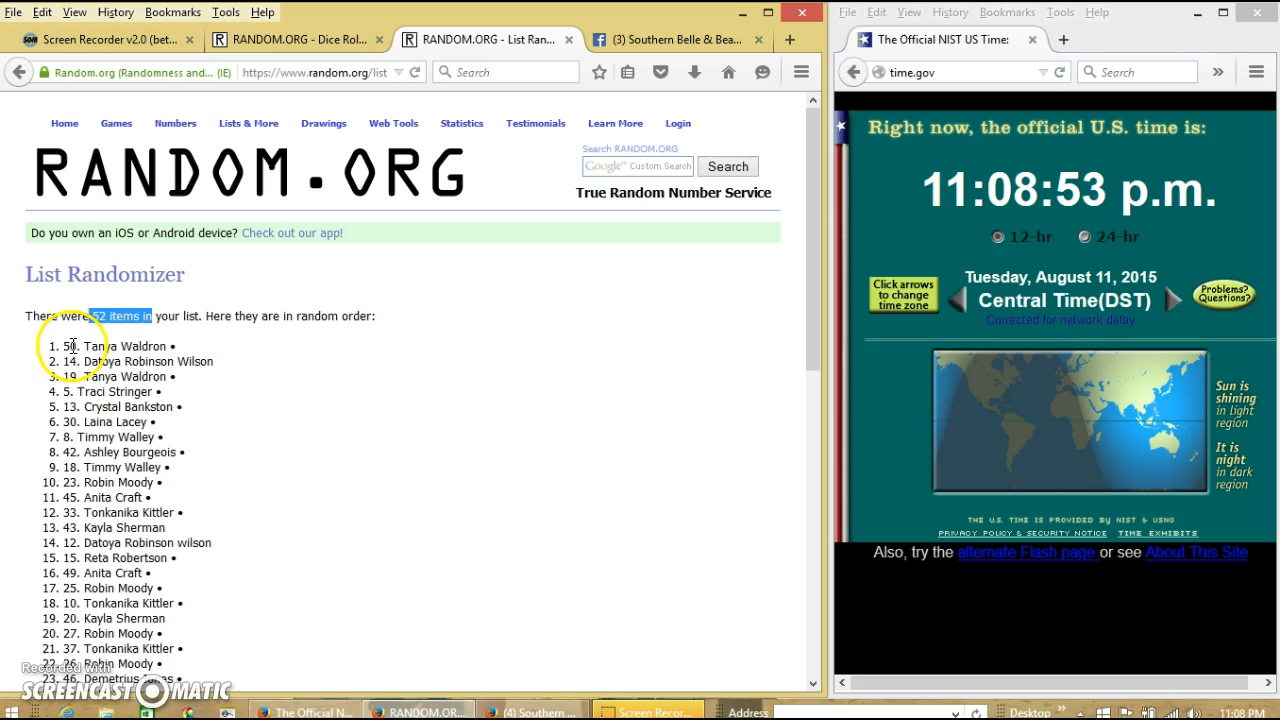 File Edit View History Bookmarks Tools Help
Screen Recorder v2.0 (bet...
RANDOM.ORG - Dice Rol...
RANDOM.ORG - List Ran...
(3) Southern Belle & Bea...
Random.org (Randomness and... (IE)
https://www.random.org/list
Search
Home Games Numbers Lists & More Drawings Web Tools Statistics Testimonials Learn More Login
RANDOM.ORG
Search RANDOM.ORG
Google™ Custom Search
Search
True Random Number Service
Do you own an iOS or Android device? Check out our app!
List Randomizer
There were 52 items in your list. Here they are in random order:
1. 50. Tanya Waldron •
2. 14. Datoya Robinson Wilson
3. 19. Tanya Waldron •
4. 5. Traci Stringer •
5. 13. Crystal Bankston •
6. 30. Laina Lacey •
7. 8. Timmy Walley •
8. 42. Ashley Bourgeois •
9. 18. Timmy Walley •
10. 23. Robin Moody •
11. 45. Anita Craft •
12. 33. Tonkanika Kittler •
13. 43. Kayla Sherman
14. 12. Datoya Robinson wilson
15. 15. Reta Robertson •
16. 49. Anita Craft •
17. 25. Robin Moody •
18. 10. Tonkanika Kittler •
19. 20. Kayla Sherman
20. 27. Robin Moody •
21. 37. Tonkanika Kittler •
22. 26. Robin Moody •
23. 46. Demetrius
Recorded with
SCREENCAST-O-MATIC
File Edit View History Bookmarks Tools Help
The Official NIST US Time:
time.gov
Search
Right now, the official U.S. time is:
11:08:53 p.m.
12-hr 24-hr
Click arrows to change time zone
Tuesday, August 11, 2015
Central Time(DST)
Corrected for network delay
Problems? Questions?
Sun is
shining
in light
region
It is
night
in dark
region
THE U.S. TIME IS PROVIDED BY NIST & USNO
PRIVACY POLICY & SECURITY NOTICE TIME EXHIBITS
Also, try the alternate Flash page or see About This Site
The Official N...
RANDOM.OR...
(4) Southern ...
Screen Recor...
Address
Desktop
11:08 PM